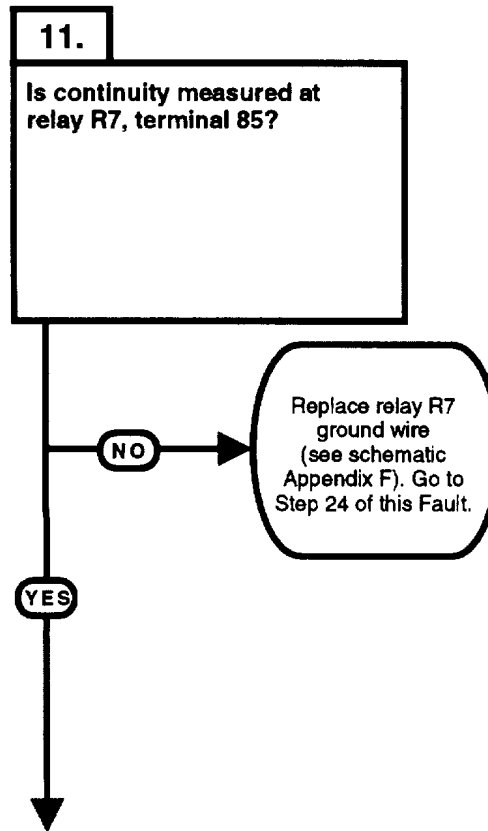 11.
Is continuity measured at
relay R7, terminal 85?
Replace relay R7
ground wire
(see schematic
Appendix F). Go to
Step 24 of this Fault.
NO
YES